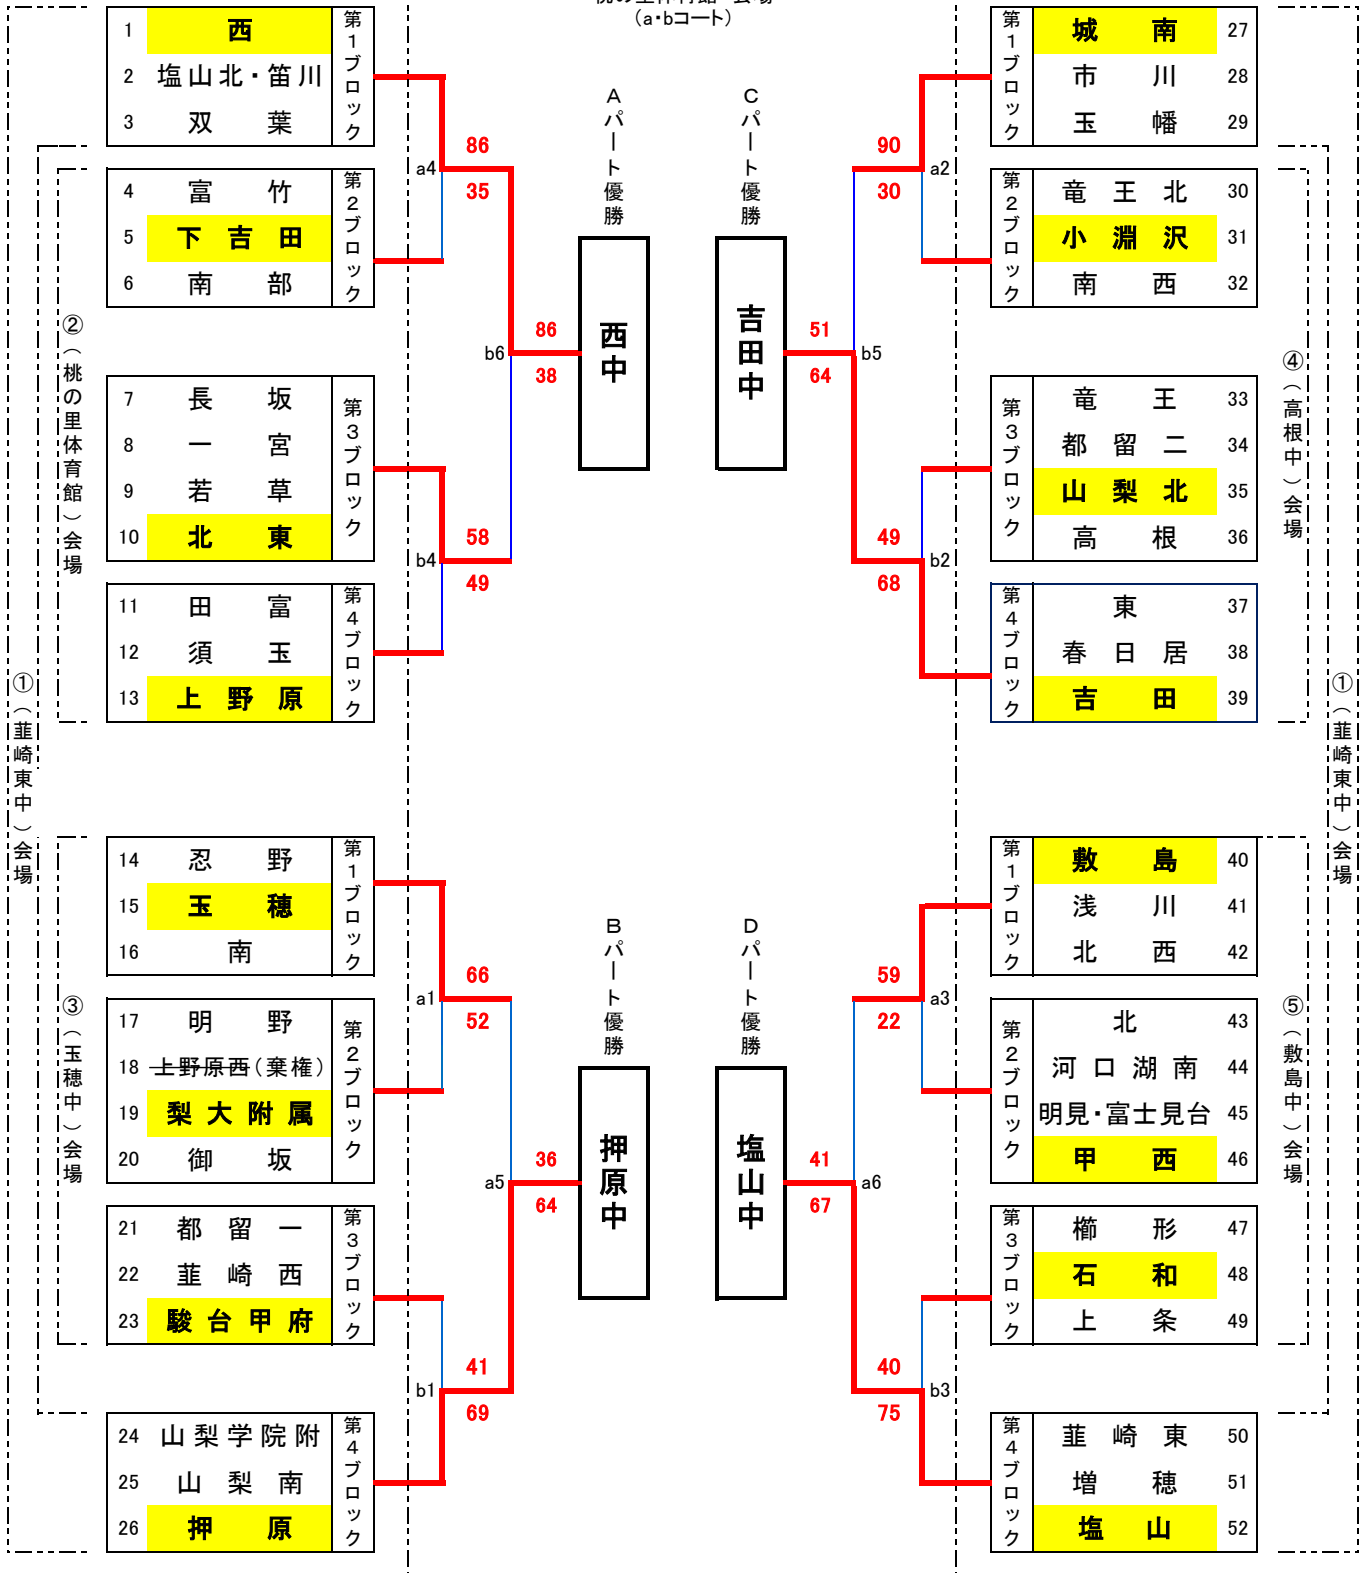 (a・bコート)
1 西
2 塩山北・笛川
3 双葉
第1ブロック
4 富竹
5 下吉田
6 南部
第2ブロック
7 長坂
8 一宮
9 若草
10 北東
第3ブロック
11 田富
12 須玉
13 上野原
第4ブロック
②(桃の里体育館)会場
①(韮崎東中)会場
a4
86
35
b4
58
49
b6
86
38
Aパート優勝
西中
14 忍野
15 玉穂
16 南
第1ブロック
17 明野
18 上野原西(棄権)
19 梨大附属
20 御坂
第2ブロック
21 都留一
22 韮崎西
23 駿台甲府
第3ブロック
24 山梨学院附
25 山梨南
26 押原
第4ブロック
③(玉穂中)会場
a1
66
52
b1
41
69
a5
36
64
Bパート優勝
押原中
第1ブロック
城南 27
市川 28
玉幡 29
第2ブロック
竜王北 30
小淵沢 31
南西 32
第3ブロック
竜王 33
都留二 34
山梨北 35
高根 36
第4ブロック
東 37
春日居 38
吉田 39
④(高根中)会場
①(韮崎東中)会場
90
30
a2
49
68
b2
51
64
b5
Cパート優勝
吉田中
第1ブロック
敷島 40
浅川 41
北西 42
第2ブロック
北 43
河口湖南 44
明見・富士見台 45
甲西 46
第3ブロック
櫛形 47
石和 48
上条 49
第4ブロック
韮崎東 50
増穂 51
塩山 52
⑤(敷島中)会場
59
22
a3
40
75
b3
41
67
a6
Dパート優勝
塩山中